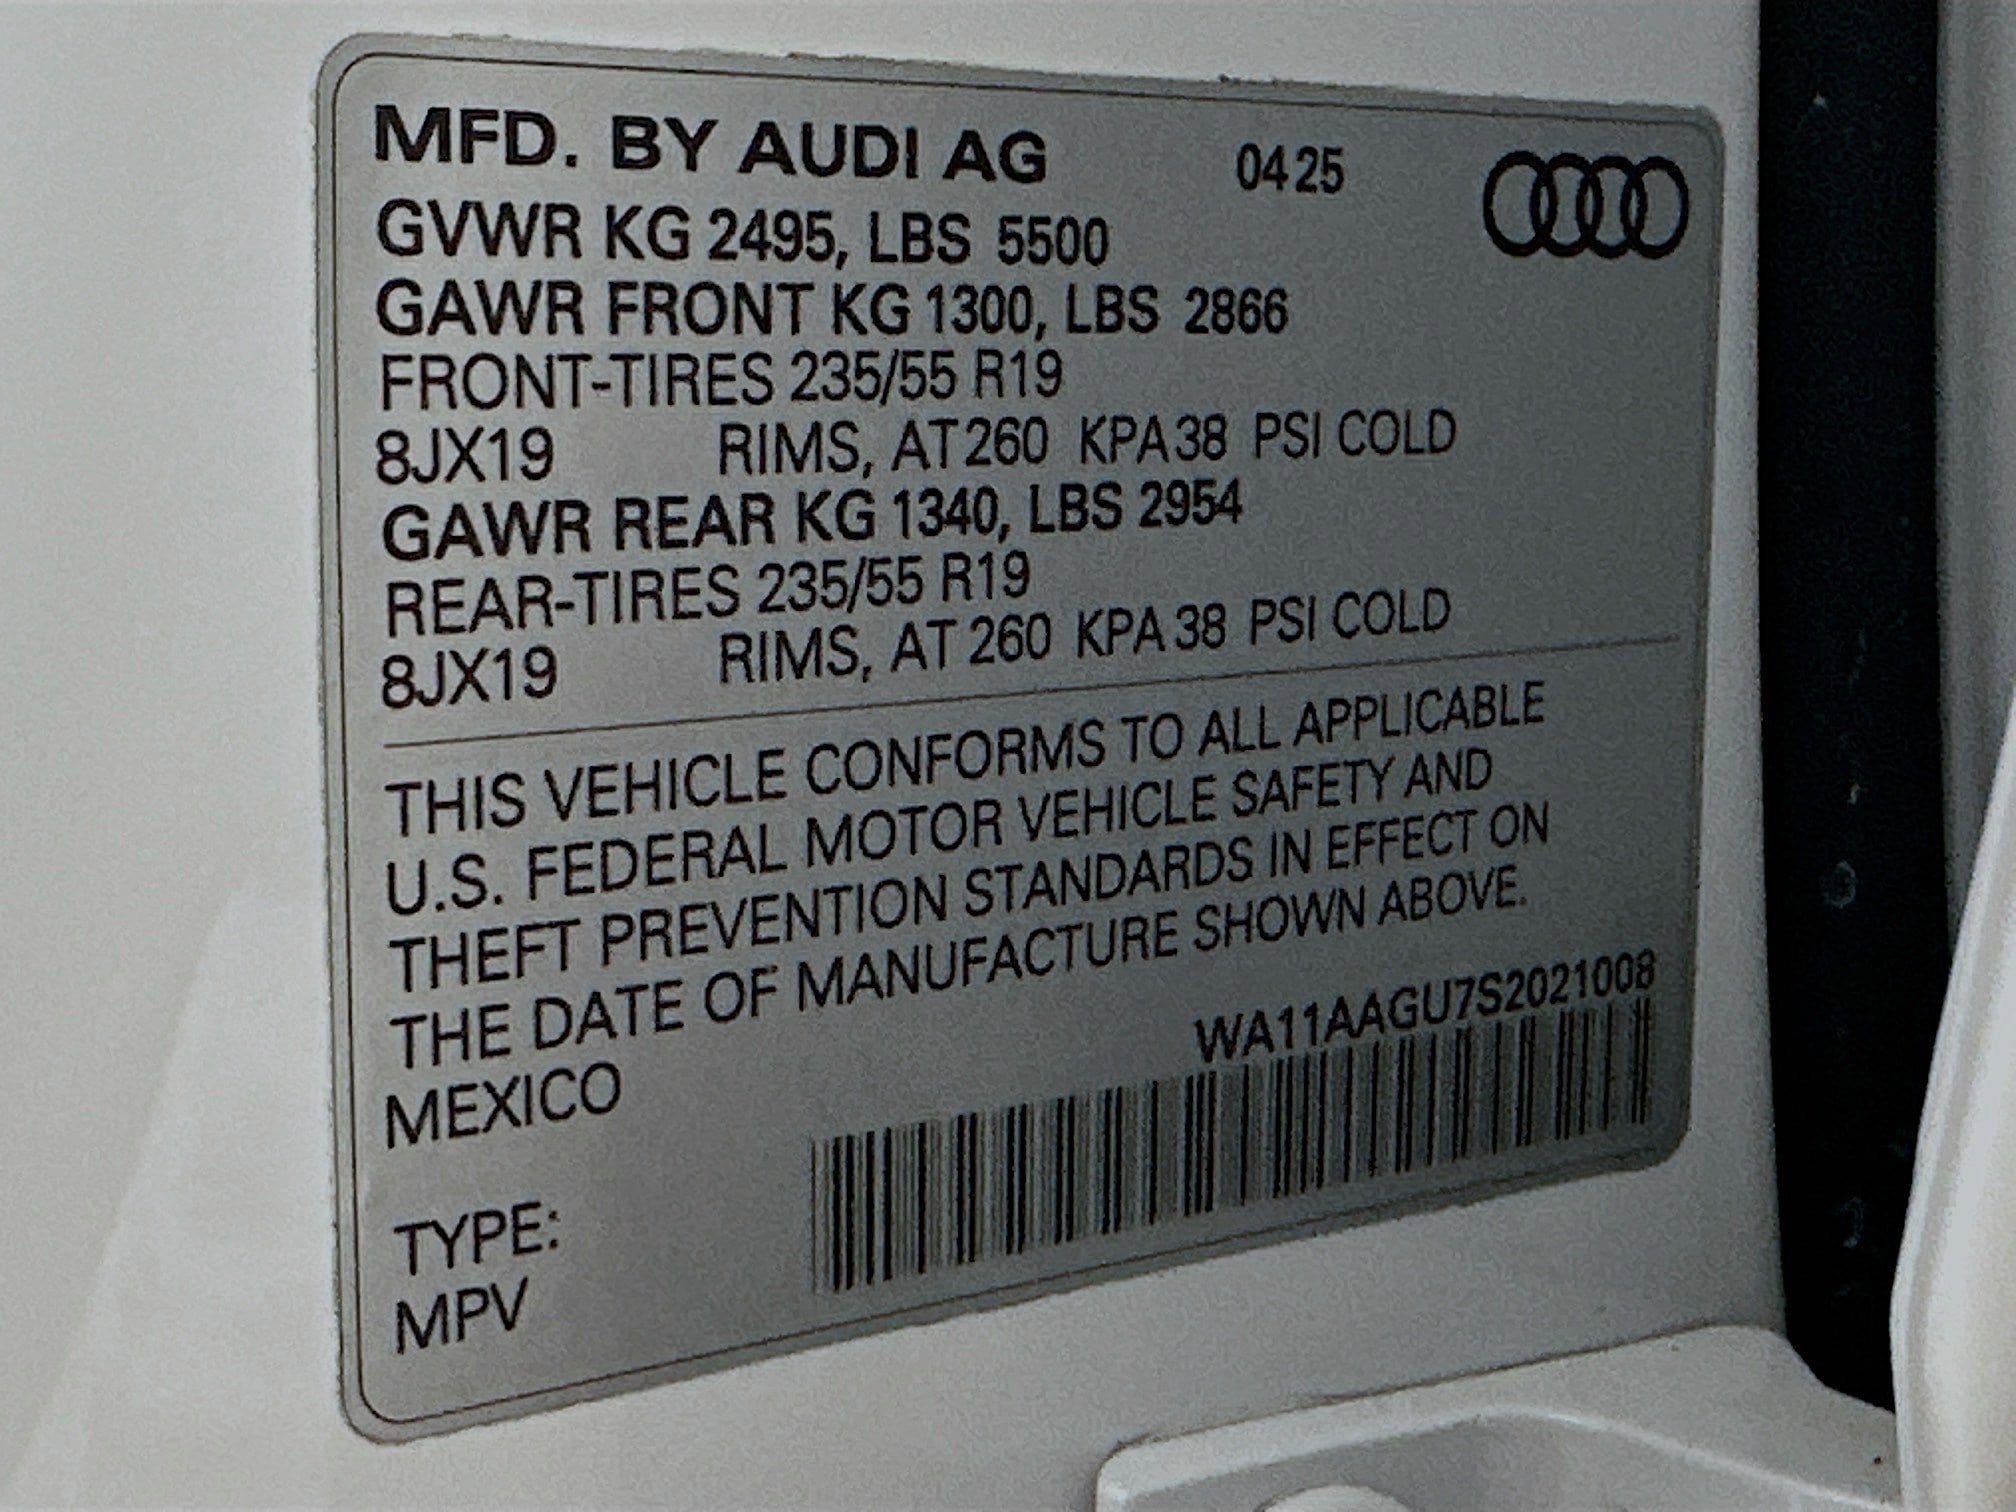 MFD. BY AUDI AG 0425
GVWR KG 2495, LBS 5500
GAWR FRONT KG 1300, LBS 2866
FRONT-TIRES 235/55 R19
8JX19 RIMS, AT 260 KPA 38 PSI COLD
GAWR REAR KG 1340, LBS 2954
REAR-TIRES 235/55 R19
8JX19 RIMS, AT 260 KPA 38 PSI COLD
THIS VEHICLE CONFORMS TO ALL APPLICABLE
U.S. FEDERAL MOTOR VEHICLE SAFETY AND
THEFT PREVENTION STANDARDS IN EFFECT ON
THE DATE OF MANUFACTURE SHOWN ABOVE.
MEXICO
WA11AAGU7S2021008
TYPE:
MPV